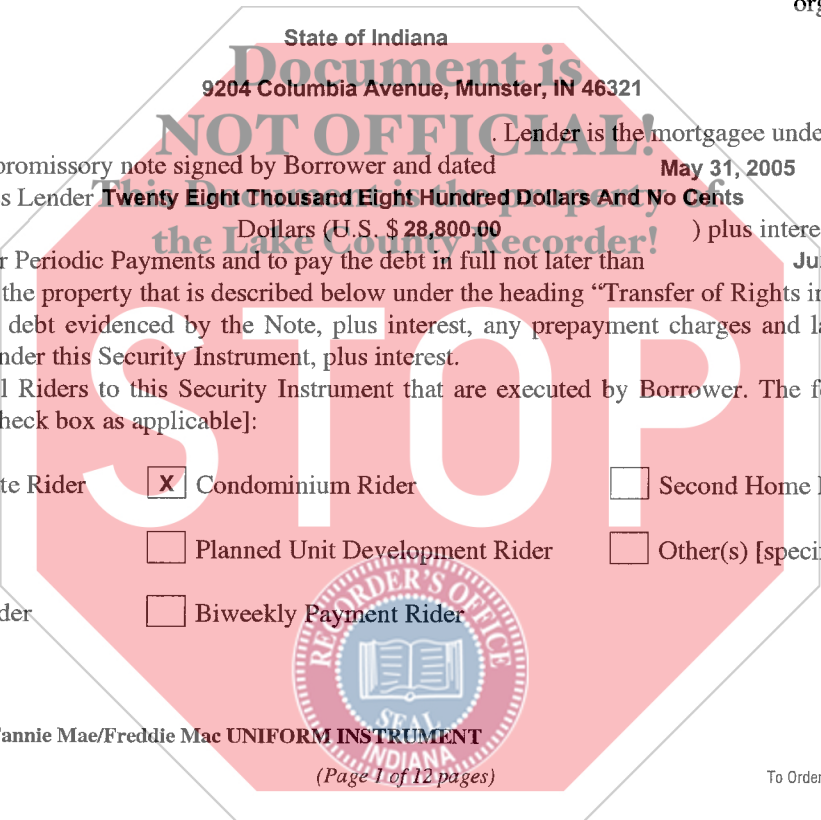 State of Indiana
Document is
9204 Columbia Avenue, Munster, IN 46321
NOT OFFICIAL!
. Lender is the mortgagee unde
promissory note signed by Borrower and dated May 31, 2005
s Lender Twenty Eight Thousand Eight Hundred Dollars And No Cents
This Document is the property of
Dollars (U.S. $ 28,800.00 ) plus intere
the Lake County Recorder!
r Periodic Payments and to pay the debt in full not later than Ju
the property that is described below under the heading “Transfer of Rights in
debt evidenced by the Note, plus interest, any prepayment charges and la
nder this Security Instrument, plus interest.
l Riders to this Security Instrument that are executed by Borrower. The f
heck box as applicable]:
STOP
te Rider X Condominium Rider Second Home
Planned Unit Development Rider Other(s) [speci
der Biweekly Payment Rider
RECORDER'S OFFICE
SEAL
INDIANA
annie Mae/Freddie Mac UNIFORM INSTRUMENT
(Page 1 of 12 pages)
To Order